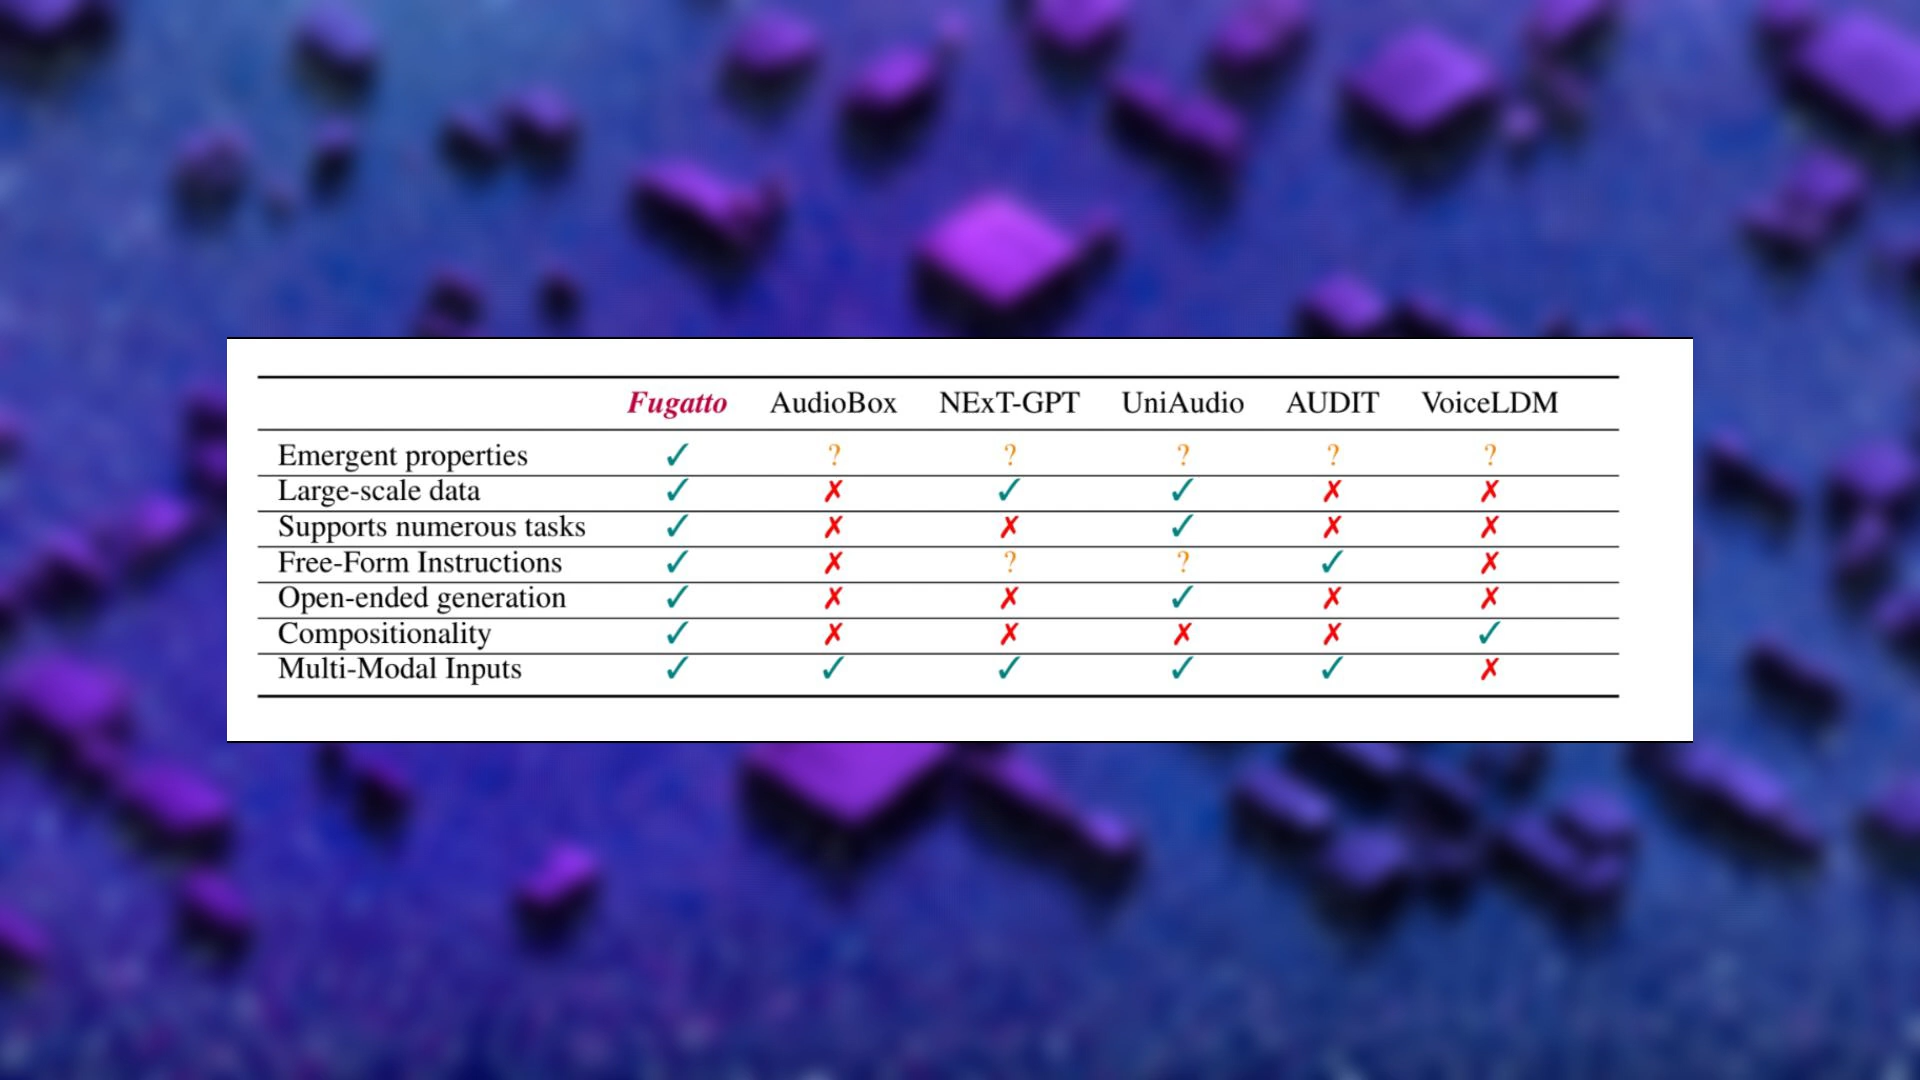 Fugatto AudioBox NExT-GPT UniAudio AUDIT VoiceLDM
Emergent properties ✓ ? ? ? ? ?
Large-scale data ✓ ✗ ✓ ✓ ✗ ✗
Supports numerous tasks ✓ ✗ ✗ ✓ ✗ ✗
Free-Form Instructions ✓ ✗ ? ? ✓ ✗
Open-ended generation ✓ ✗ ✗ ✓ ✗ ✗
Compositionality ✓ ✗ ✗ ✗ ✗ ✓
Multi-Modal Inputs ✓ ✓ ✓ ✓ ✓ ✗